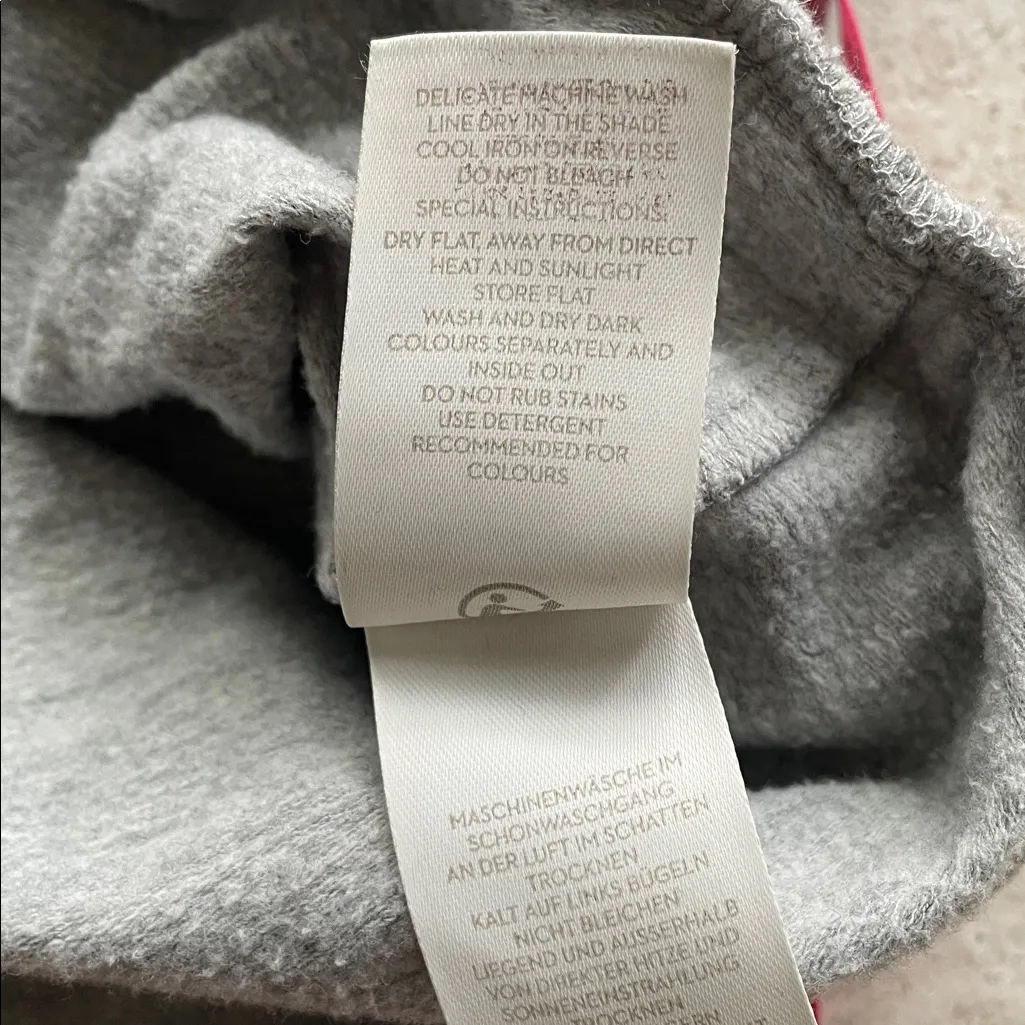 DELICATE MACHINE WASH
LINE DRY IN THE SHADE
COOL IRON ON REVERSE
DO NOT BLEACH
SPECIAL INSTRUCTIONS:
DRY FLAT, AWAY FROM DIRECT
HEAT AND SUNLIGHT
STORE FLAT
WASH AND DRY DARK
COLOURS SEPARATELY AND
INSIDE OUT
DO NOT RUB STAINS
USE DETERGENT
RECOMMENDED FOR
COLOURS
MASCHINENWÄSCHE IM
SCHONWASCHGANG
AN DER LUFT IM SCHATTEN
TROCKNEN
KALT AUF LINKS BÜGELN
NICHT BLEICHEN
LIEGEND UND AUSSERHALB
VON DIREKTER HITZE UND
SONNENEINSTRAHLUNG
TROCKNEN